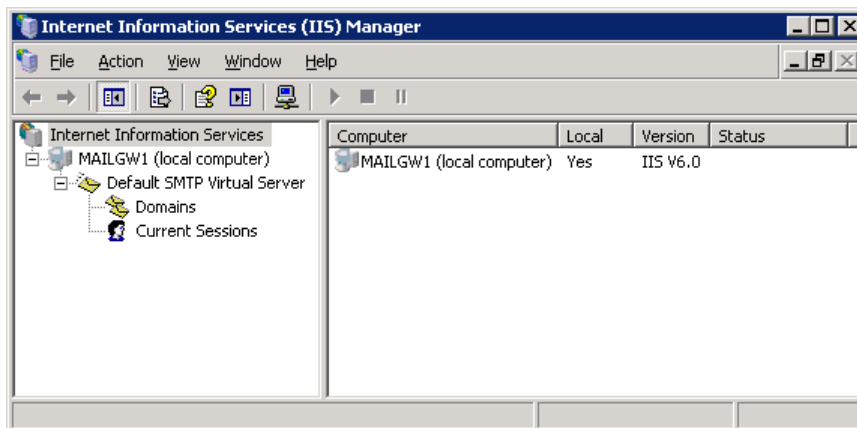 Internet Information Services (IIS) Manager
File Action View Window Help
Internet Information Services
MAILGW1 (local computer)
Default SMTP Virtual Server
Domains
Current Sessions
Computer Local Version Status
MAILGW1 (local computer) Yes IIS V6.0